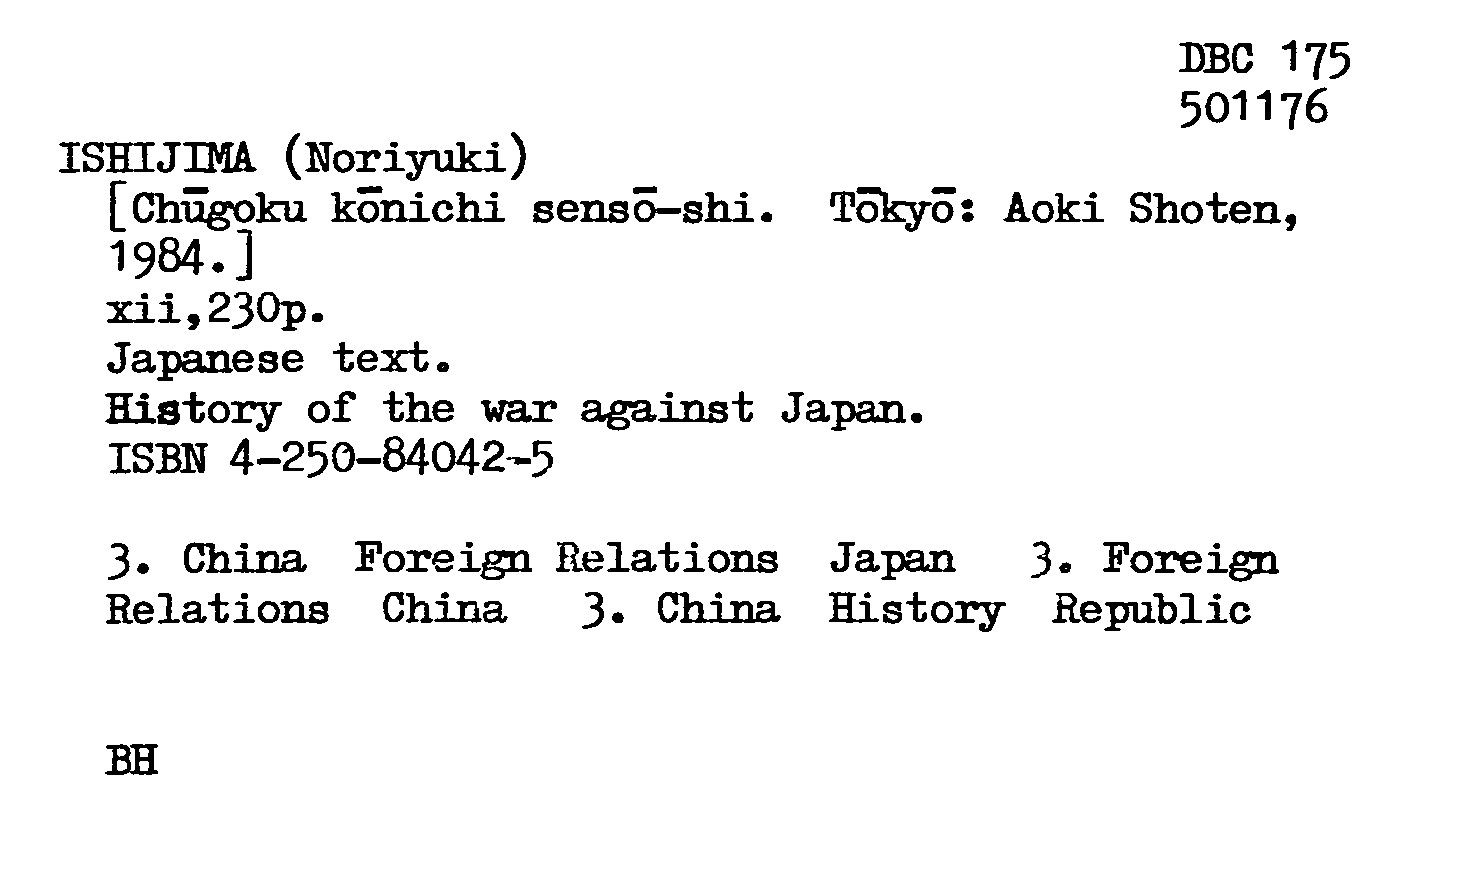 DBC 175
501176
ISHIJIMA (Noriyuki)
[Chūgoku kōnichi sensō-shi. Tōkyō: Aoki Shoten,
1984.]
xii,230p.
Japanese text.
History of the war against Japan.
ISBN 4-250-84042-5
3. China Foreign Relations Japan 3. Foreign
Relations China 3. China History Republic
BH